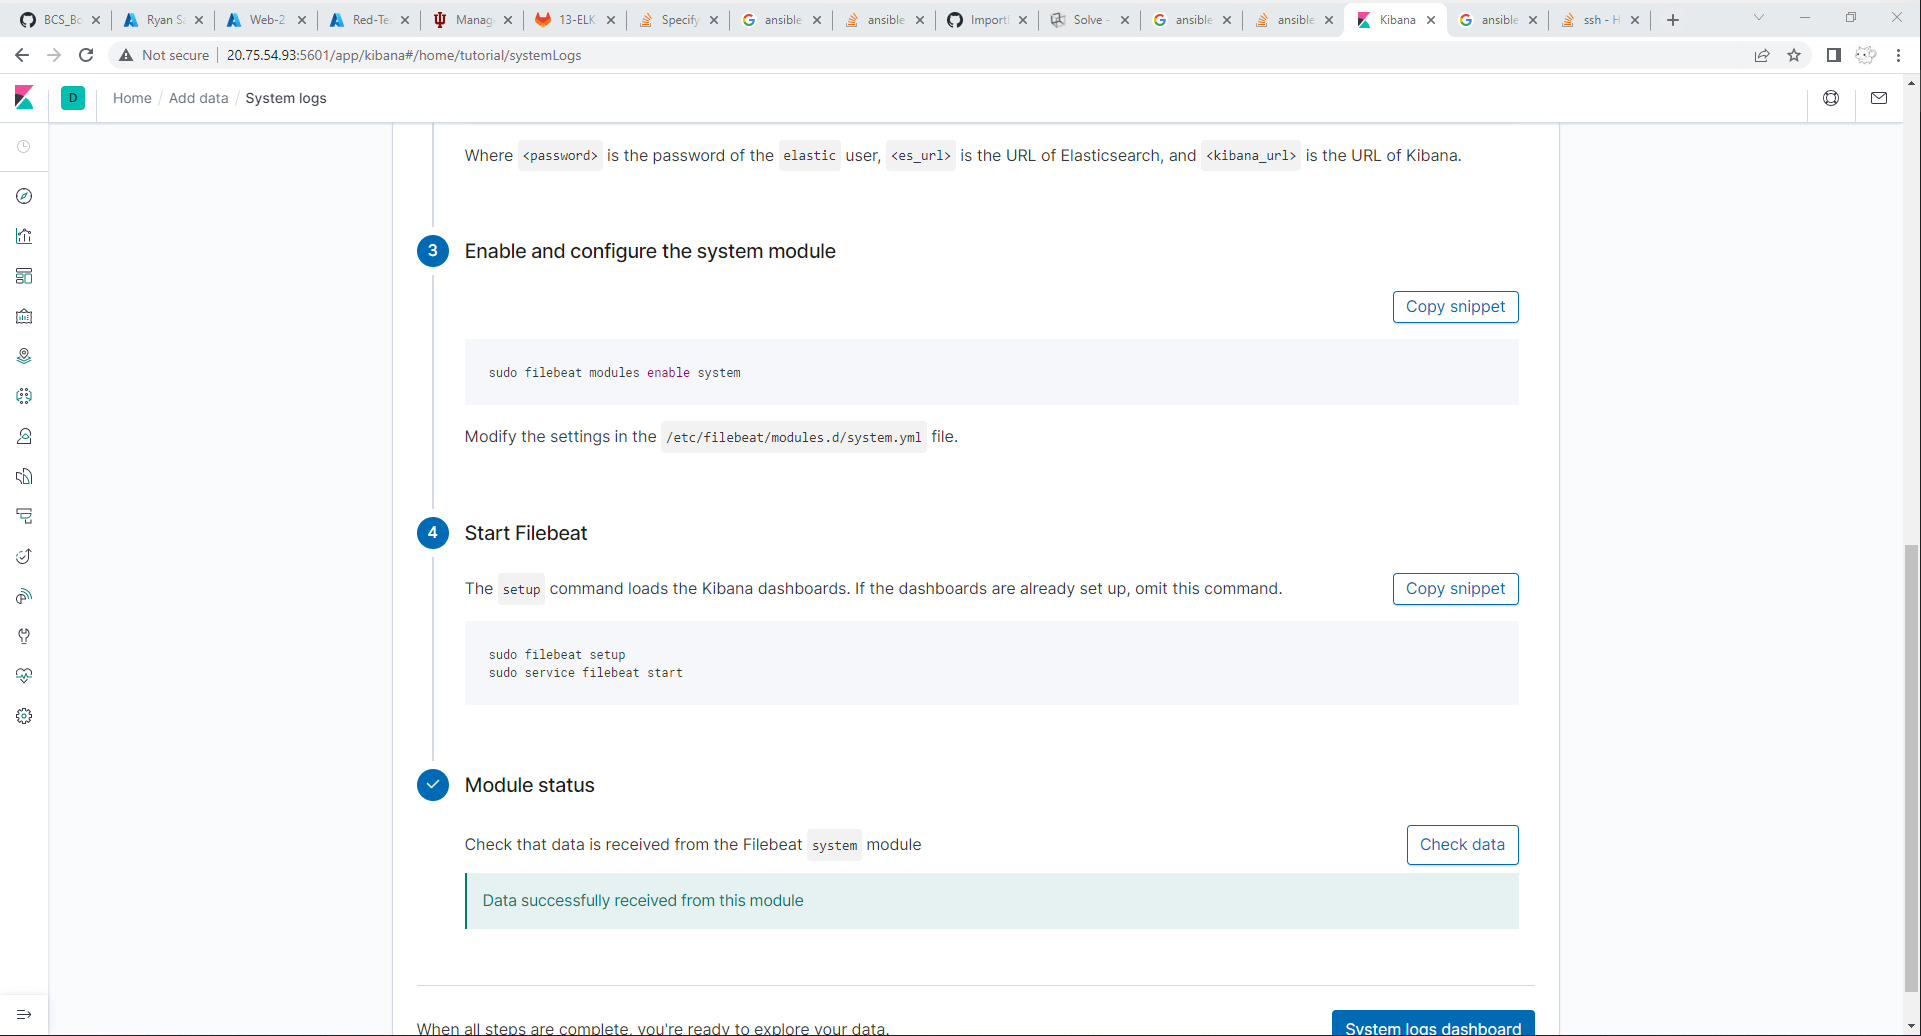 BCS_Bo
Ryan Sa
Web-2
Red-Te
Manag
13-ELK
Specify
ansible
ansible
Import
Solve -
ansible
ansible
Kibana
ansible
ssh - H
Not secure
20.75.54.93:5601/app/kibana#/home/tutorial/systemLogs
D
Home / Add data / System logs
Where <password> is the password of the elastic user, <es_url> is the URL of Elasticsearch, and <kibana_url> is the URL of Kibana.
3 Enable and configure the system module
Copy snippet
sudo filebeat modules enable system
Modify the settings in the /etc/filebeat/modules.d/system.yml file.
4 Start Filebeat
The setup command loads the Kibana dashboards. If the dashboards are already set up, omit this command.
Copy snippet
sudo filebeat setup
sudo service filebeat start
Module status
Check that data is received from the Filebeat system module
Check data
Data successfully received from this module
When all steps are complete, you're ready to explore your data.
System logs dashboard